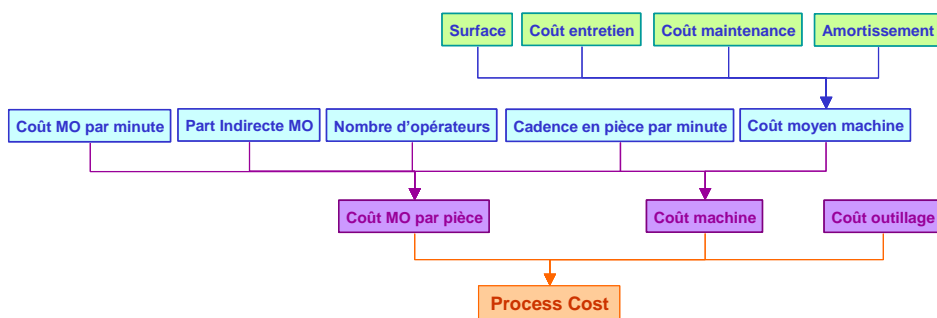 Surface
Coût entretien
Coût maintenance
Amortissement
Coût MO par minute
Part Indirecte MO
Nombre d’opérateurs
Cadence en pièce par minute
Coût moyen machine
Coût MO par pièce
Coût machine
Coût outillage
Process Cost